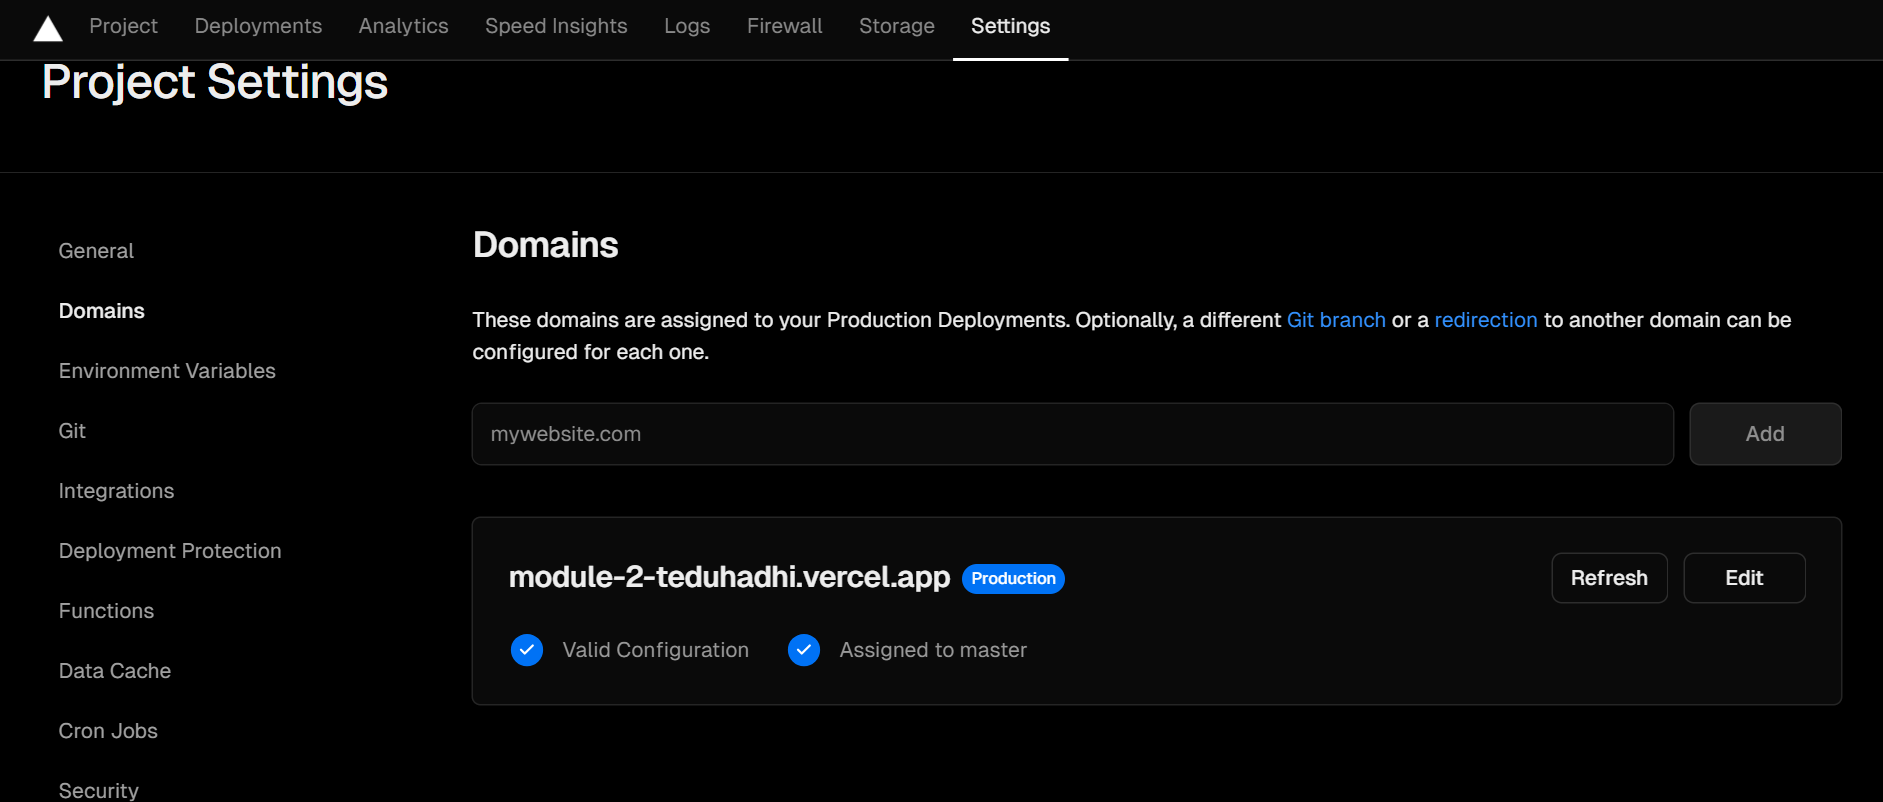 Project Deployments Analytics Speed Insights Logs Firewall Storage Settings
Project Settings
General
Domains
Environment Variables
Git
Integrations
Deployment Protection
Functions
Data Cache
Cron Jobs
Security
Domains
These domains are assigned to your Production Deployments. Optionally, a different Git branch or a redirection to another domain can be
configured for each one.
mywebsite.com Add
module-2-teduhadhi.vercel.app Production Refresh Edit
Valid Configuration Assigned to master